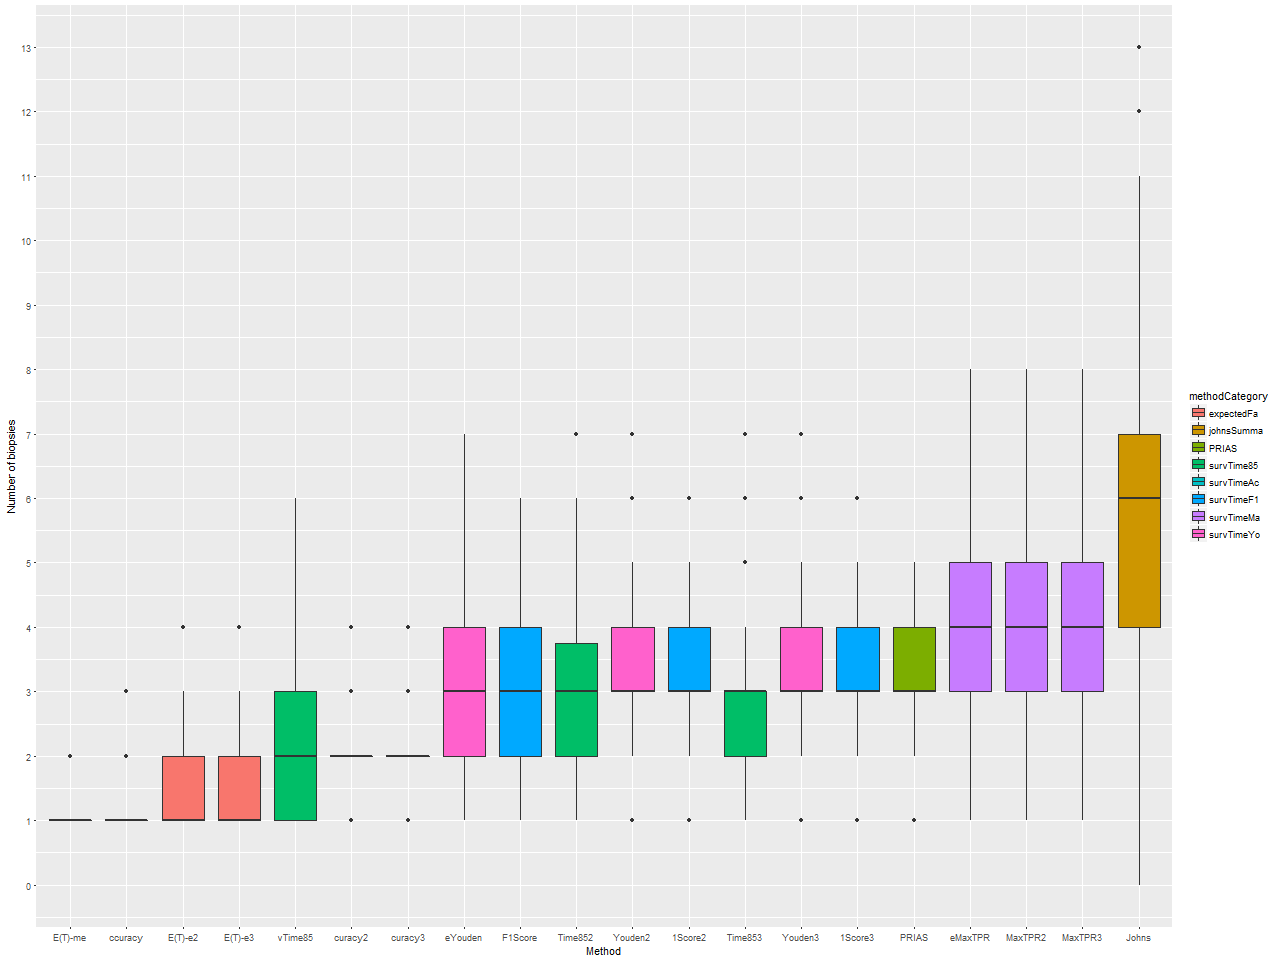 13
12
11
10
9
8
7
6
5
4
3
2
1
0
Number of biopsies
E(T)-me ccuracy E(T)-e2 E(T)-e3 vTime85 curacy2 curacy3 eYouden F1Score Time852 Youden2 1Score2 Time853 Youden3 1Score3 PRIAS eMaxTPR MaxTPR2 MaxTPR3 Johns
Method
methodCategory
expectedFa
johnsSumma
PRIAS
survTime85
survTimeAc
survTimeF1
survTimeMa
survTimeYo